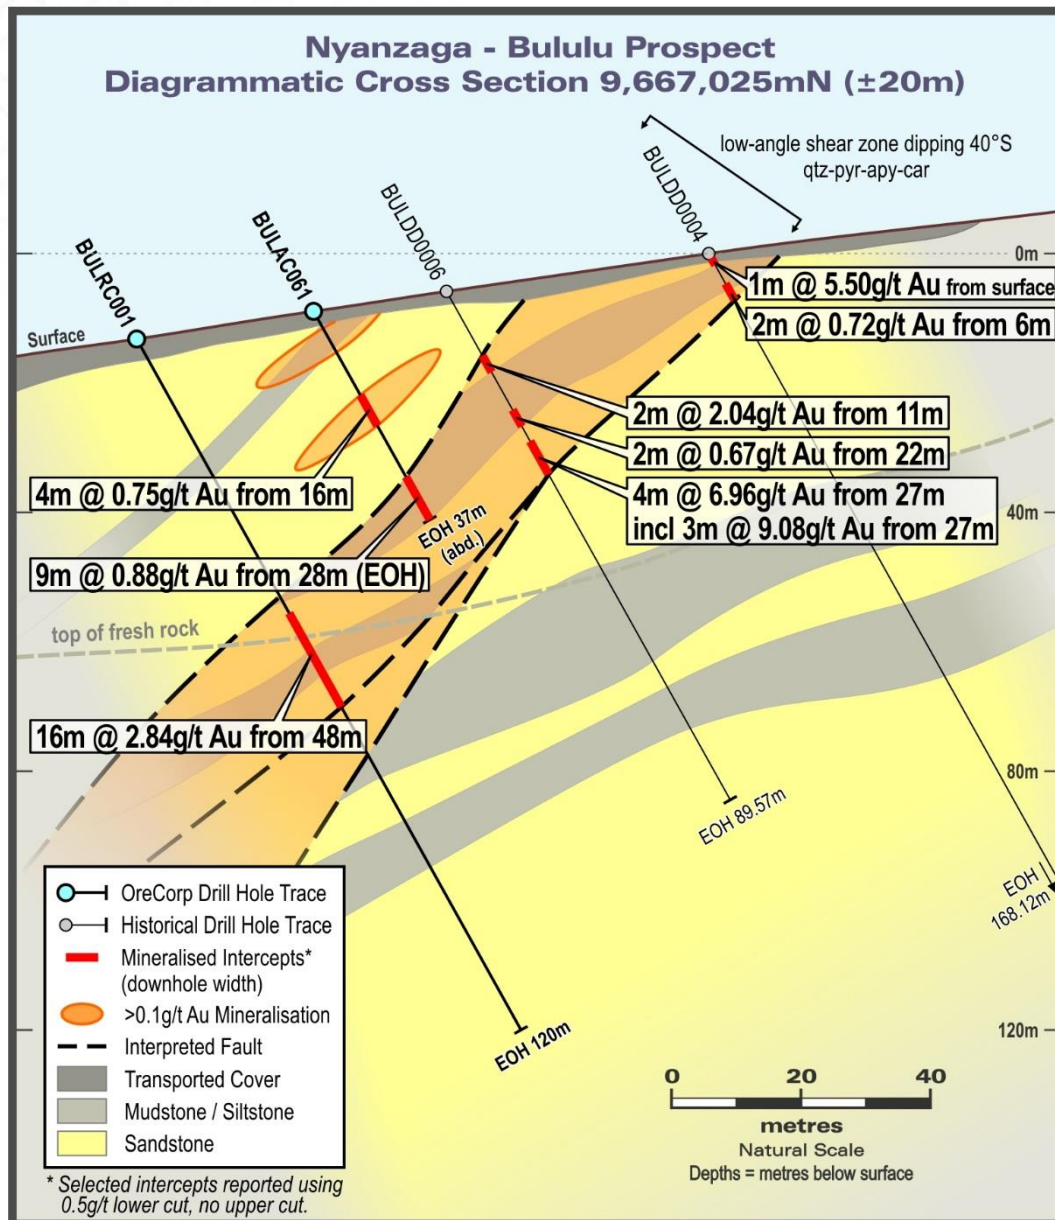 Nyanzaga - Bululu Prospect
Diagrammatic Cross Section 9,667,025mN (±20m)
low-angle shear zone dipping 40°S
qtz-pyr-apy-car
BULRC001
BULAC061
BULDD0006
BULDD0004
0m
Surface
1m @ 5.50g/t Au from surface
2m @ 0.72g/t Au from 6m
2m @ 2.04g/t Au from 11m
2m @ 0.67g/t Au from 22m
4m @ 6.96g/t Au from 27m
incl 3m @ 9.08g/t Au from 27m
4m @ 0.75g/t Au from 16m
40m
EOH 37m
(abd.)
9m @ 0.88g/t Au from 28m (EOH)
top of fresh rock
16m @ 2.84g/t Au from 48m
80m
EOH 89.57m
EOH
168.12m
EOH 120m
120m
OreCorp Drill Hole Trace
Historical Drill Hole Trace
Mineralised Intercepts*
(downhole width)
>0.1g/t Au Mineralisation
Interpreted Fault
Transported Cover
Mudstone / Siltstone
Sandstone
* Selected intercepts reported using
0.5g/t lower cut, no upper cut.
0 20 40
metres
Natural Scale
Depths = metres below surface